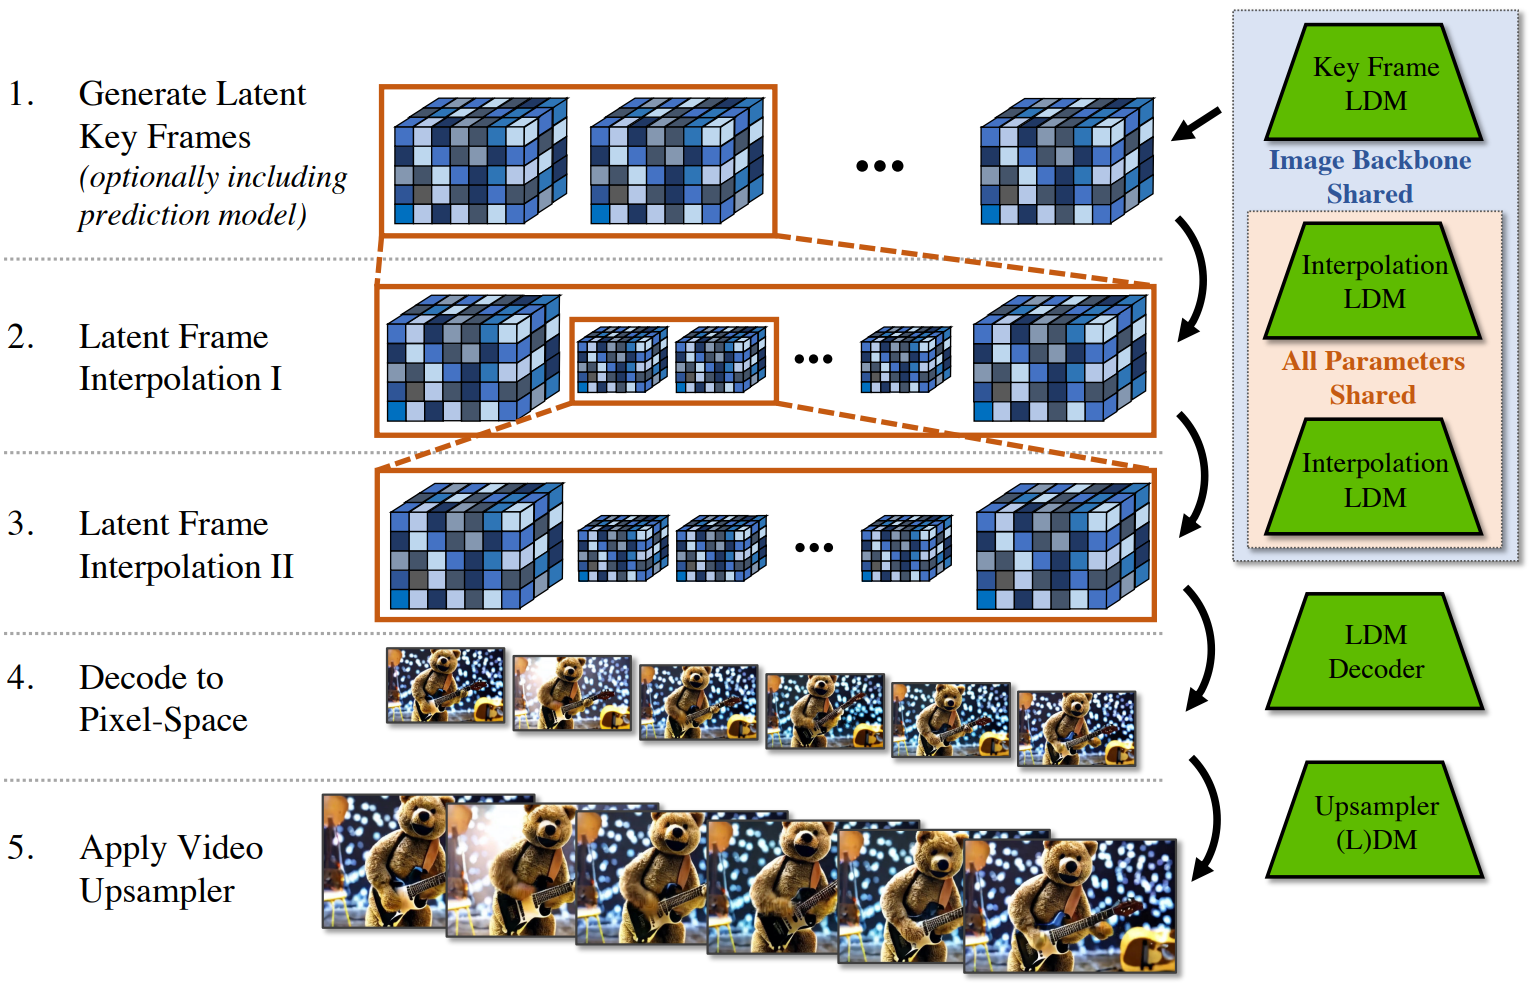 1. Generate Latent
Key Frames
(optionally including
prediction model)
2. Latent Frame
Interpolation I
3. Latent Frame
Interpolation II
4. Decode to
Pixel-Space
5. Apply Video
Upsampler
Key Frame
LDM
Image Backbone
Shared
Interpolation
LDM
All Parameters
Shared
Interpolation
LDM
LDM
Decoder
Upsampler
(L)DM